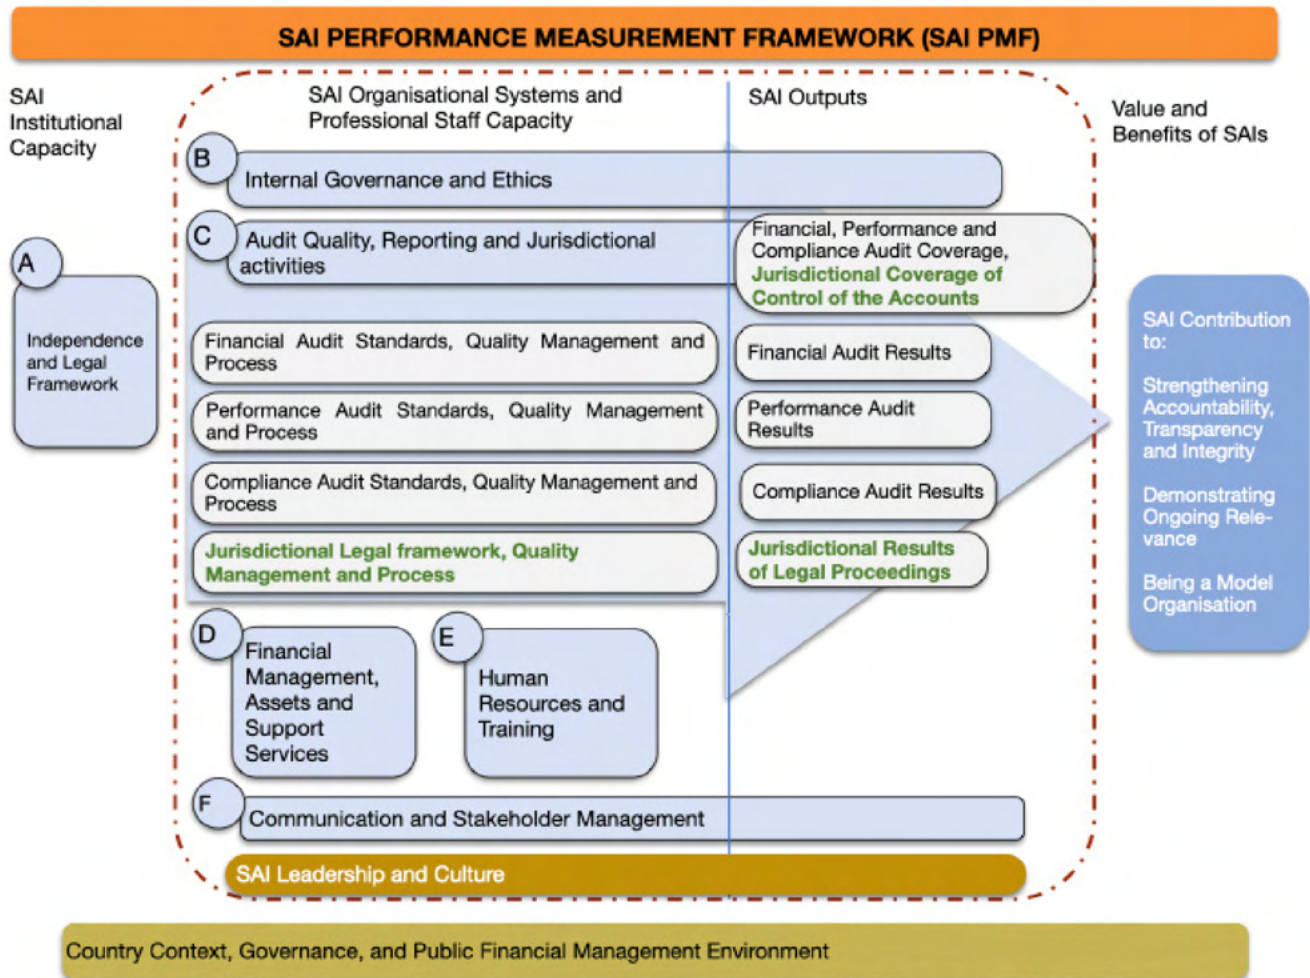 SAI PERFORMANCE MEASUREMENT FRAMEWORK (SAI PMF)
SAI
Institutional
Capacity
SAI Organisational Systems and
Professional Staff Capacity
SAI Outputs
Value and
Benefits of SAIs
A
Independence
and Legal
Framework
B
Internal Governance and Ethics
C
Audit Quality, Reporting and Jurisdictional
activities
Financial, Performance and
Compliance Audit Coverage,
Jurisdictional Coverage of
Control of the Accounts
Financial Audit Standards, Quality Management and
Process
Financial Audit Results
Performance Audit Standards, Quality Management
and Process
Performance Audit
Results
Compliance Audit Standards, Quality Management and
Process
Compliance Audit Results
Jurisdictional Legal framework, Quality
Management and Process
Jurisdictional Results
of Legal Proceedings
D
Financial
Management,
Assets and
Support
Services
E
Human
Resources and
Training
F
Communication and Stakeholder Management
SAI Leadership and Culture
SAI Contribution
to:
Strengthening
Accountability,
Transparency
and Integrity
Demonstrating
Ongoing Rele-
vance
Being a Model
Organisation
Country Context, Governance, and Public Financial Management Environment